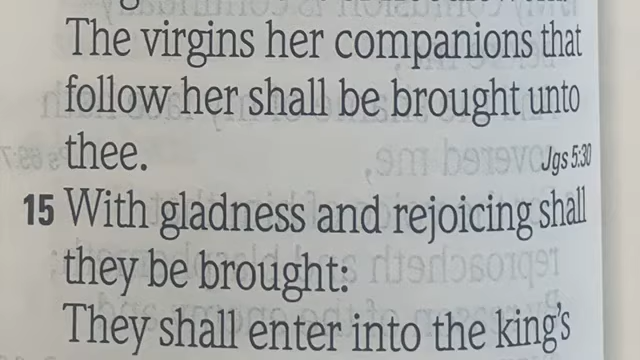 The virgins her companions that
follow her shall be brought unto
thee. Jgs 5:30
15 With gladness and rejoicing shall
they be brought:
They shall enter into the king's